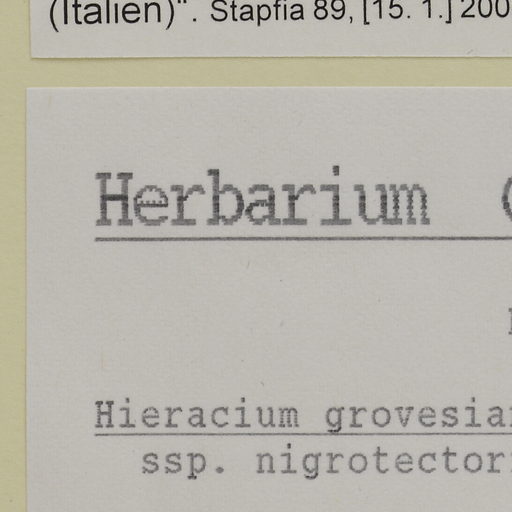 (Italien)". Stapfia 89, [15. 1.] 200
Herbarium
Hieracium grovesia
ssp. nigrotector